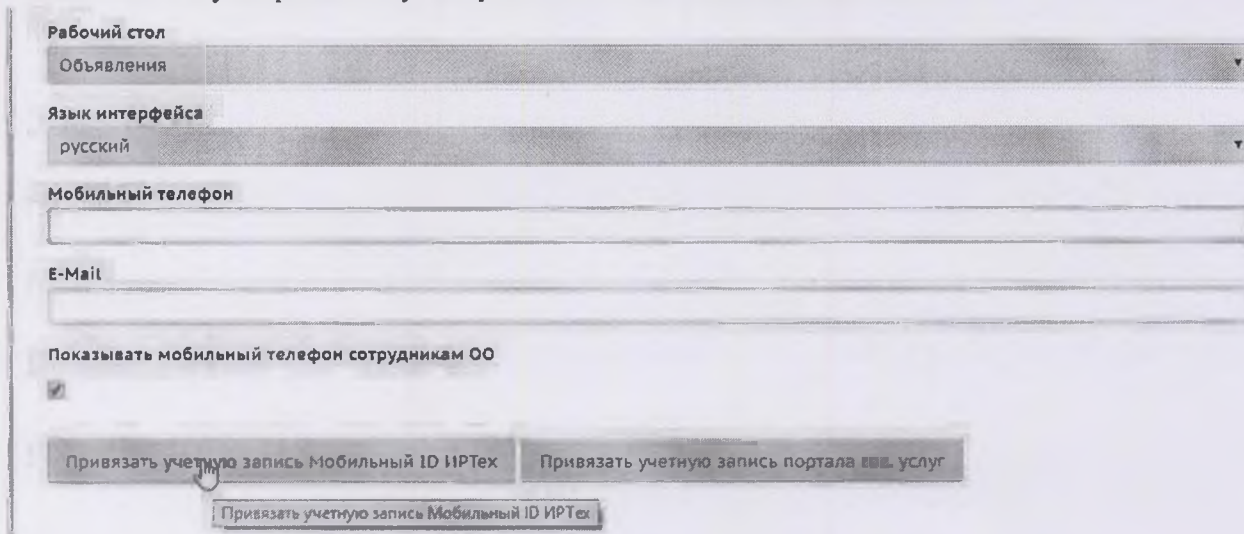 Рабочий стол
Объявления
Язык интерфейса
русский
Мобильный телефон
E-Mail
Показывать мобильный телефон сотрудникам ОО
Привязать учетную запись Мобильный ID ИРТех
Привязать учетную запись портала услуг
Привязать учетную запись Мобильный ID ИРТех